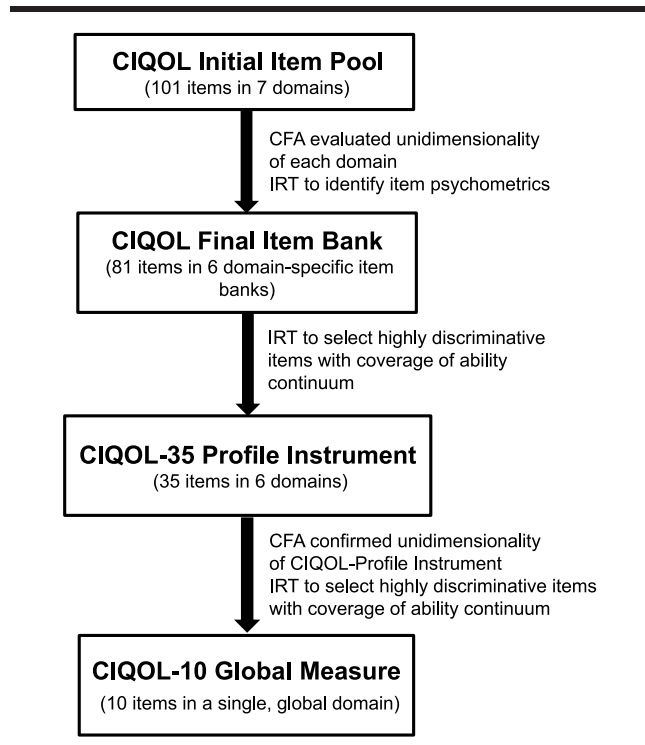 CIQOL Initial Item Pool
(101 items in 7 domains)
CFA evaluated unidimensionality
of each domain
IRT to identify item psychometrics
CIQOL Final Item Bank
(81 items in 6 domain-specific item
banks)
IRT to select highly discriminative
items with coverage of ability
continuum
CIQOL-35 Profile Instrument
(35 items in 6 domains)
CFA confirmed unidimensionality
of CIQOL-Profile Instrument
IRT to select highly discriminative items
with coverage of ability continuum
CIQOL-10 Global Measure
(10 items in a single, global domain)